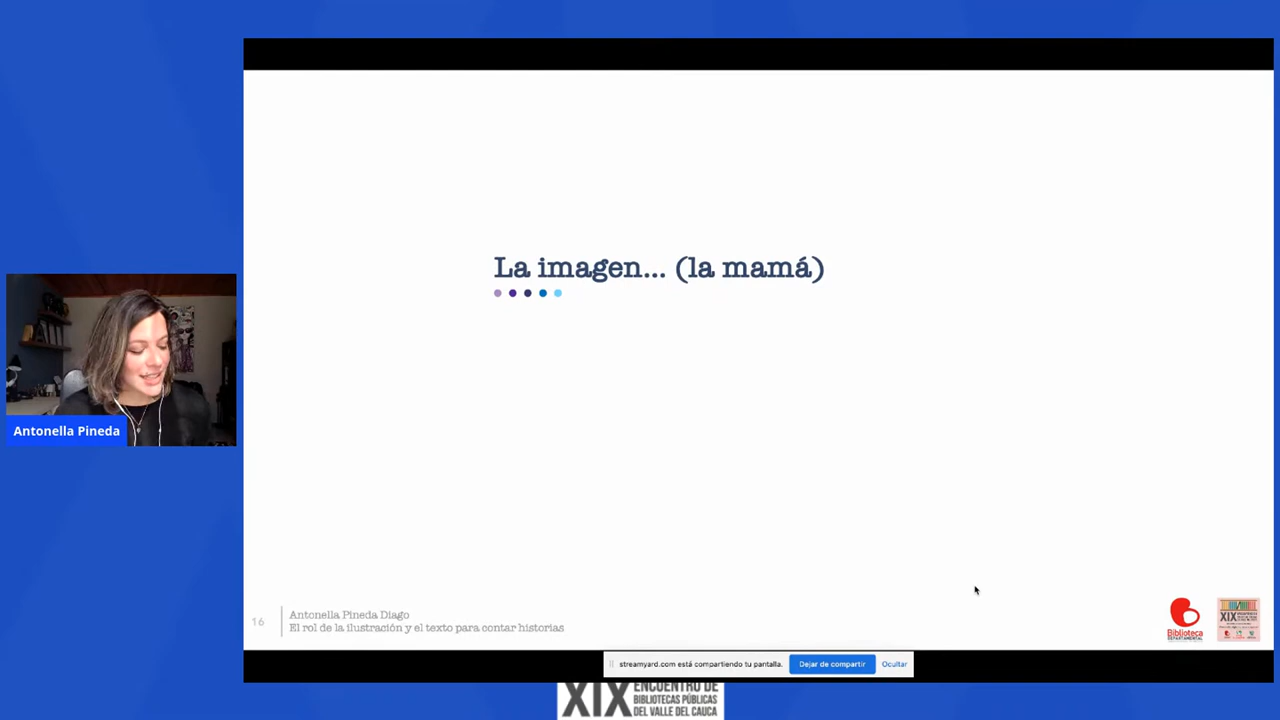 La imagen... (la mamá)
Antonella Pineda
16
Antonella Pineda Diago
El rol de la ilustración y el texto para contar historias
Biblioteca
DEPARTAMENTAL
XIX
streamyard.com está compartiendo tu pantalla.
Dejar de compartir
Ocultar
XIX ENCUENTRO DE
BIBLIOTECAS PÚBLICAS
DEL VALLE DEL CAUCA